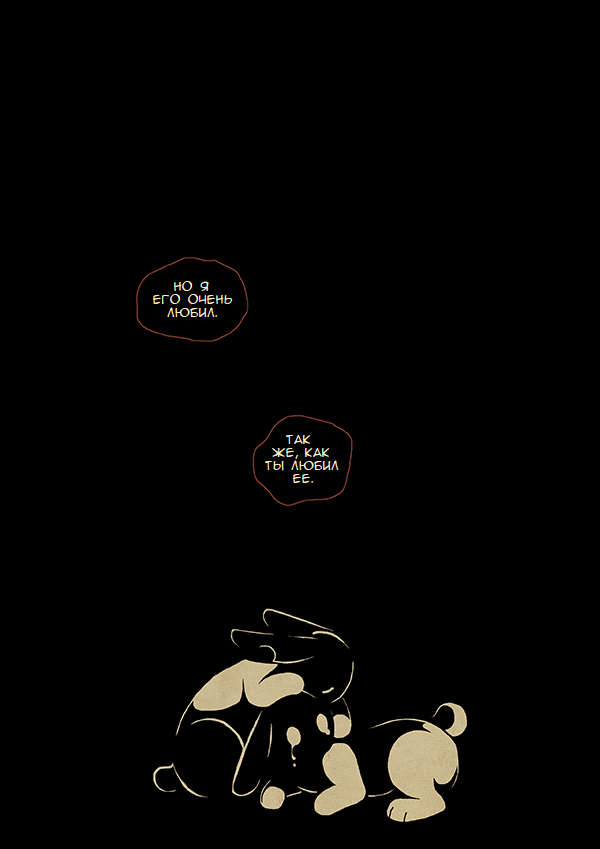 НО Я
ЕГО ОЧЕНЬ
ЛЮБИЛ.
ТАК
ЖЕ, КАК
ТЫ ЛЮБИЛ
ЕЕ.